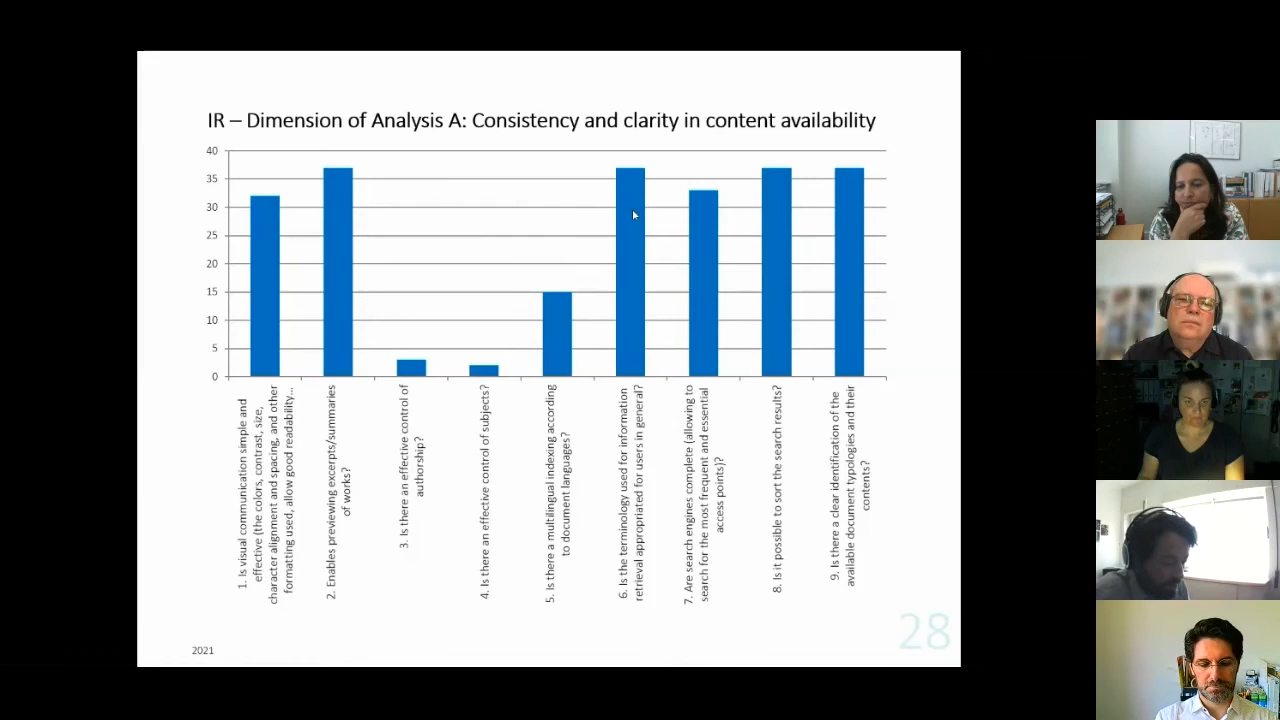 IR – Dimension of Analysis A: Consistency and clarity in content availability
40
35
30
25
20
15
10
5
0
1. Is visual communication simple and
effective (the colors, contrast, size,
character alignment and spacing, and other
formatting used, allow good readability...
2. Enables previewing excerpts/summaries
of works?
3. Is there an effective control of
authorship?
4. Is there an effective control of subjects?
5. Is there a multilingual indexing according
to document languages?
6. Is the terminology used for information
retrieval appropriated for users in general?
7. Are search engines complete (allowing to
search for the most frequent and essential
access points)?
8. Is it possible to sort the search results?
9. Is there a clear identification of the
available document typologies and their
contents?
2021
28